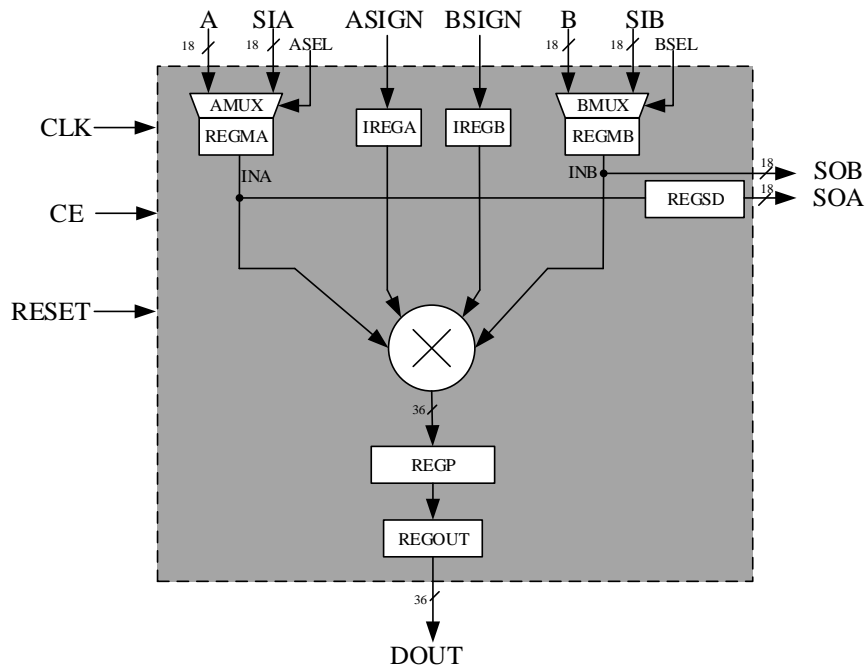 A SIA ASIGN BSIGN B SIB
18 18 ASEL 18 18 BSEL
AMUX BMUX
CLK REGMA IREGA IREGB REGMB
INA INB 18 SOB
REGSD 18 SOA
CE
RESET
36
REGP
REGOUT
36
DOUT